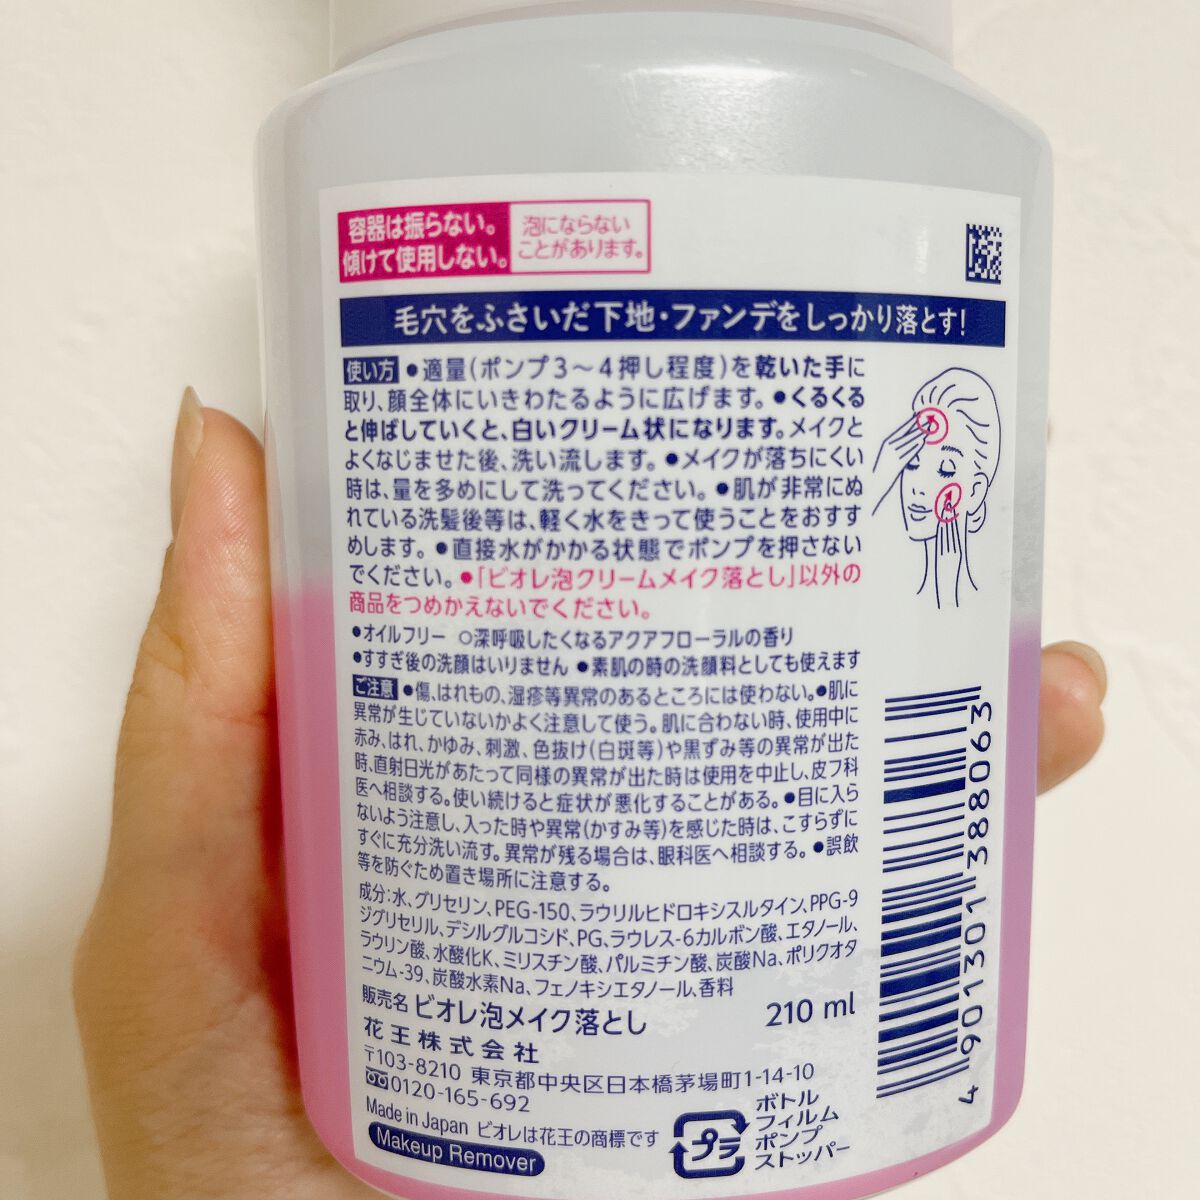 容器は振らない。
傾けて使用しない。
泡にならない
ことがあります。
毛穴をふさいだ下地・ファンデをしっかり落とす!
使い方 ●適量(ポンプ3〜4押し程度)を乾いた手に
取り、顔全体にいきわたるように広げます。●くるくる
と伸ばしていくと、白いクリーム状になります。メイクと
よくなじませた後、洗い流します。●メイクが落ちにくい
時は、量を多めにして洗ってください。●肌が非常にぬ
れている洗髪後等は、軽く水をきって使うことをおすす
めします。●直接水がかかる状態でポンプを押さない
でください。●「ビオレ泡クリームメイク落とし」以外の
商品をつめかえないでください。
●オイルフリー ○深呼吸したくなるアクアフローラルの香り
●すすぎ後の洗顔はいりません ●素肌の時の洗顔料としても使えます
ご注意 ●傷、はれもの、湿疹等異常のあるところには使わない。●肌に
異常が生じていないかよく注意して使う。肌に合わない時、使用中に
赤み、はれ、かゆみ、刺激、色抜け(白斑等)や黒ずみ等の異常が出た
時、直射日光があたって同様の異常が出た時は使用を中止し、皮フ科
医へ相談する。使い続けると症状が悪化することがある。●目に入ら
ないよう注意し、入った時や異常(かすみ等)を感じた時は、こすらずに
すぐに充分洗い流す。異常が残る場合は、眼科医へ相談する。●誤飲
等を防ぐため置き場所に注意する。
成分:水、グリセリン、PEG-150、ラウリルヒドロキシスルタイン、PPG-9
ジグリセリル、デシルグルコシド、PG、ラウレス-6カルボン酸、エタノール、
ラウリン酸、水酸化K、ミリスチン酸、パルミチン酸、炭酸Na、ポリクオタ
ニウム-39、炭酸水素Na、フェノキシエタノール、香料
販売名 ビオレ泡メイク落とし 210 ml
花王株式会社
〒103-8210 東京都中央区日本橋茅場町1-14-10
0120-165-692
Made in Japan ビオレは花王の商標です
Makeup Remover
プラ
ボトル
フィルム
ポンプ
ストッパー
4 901301 388063